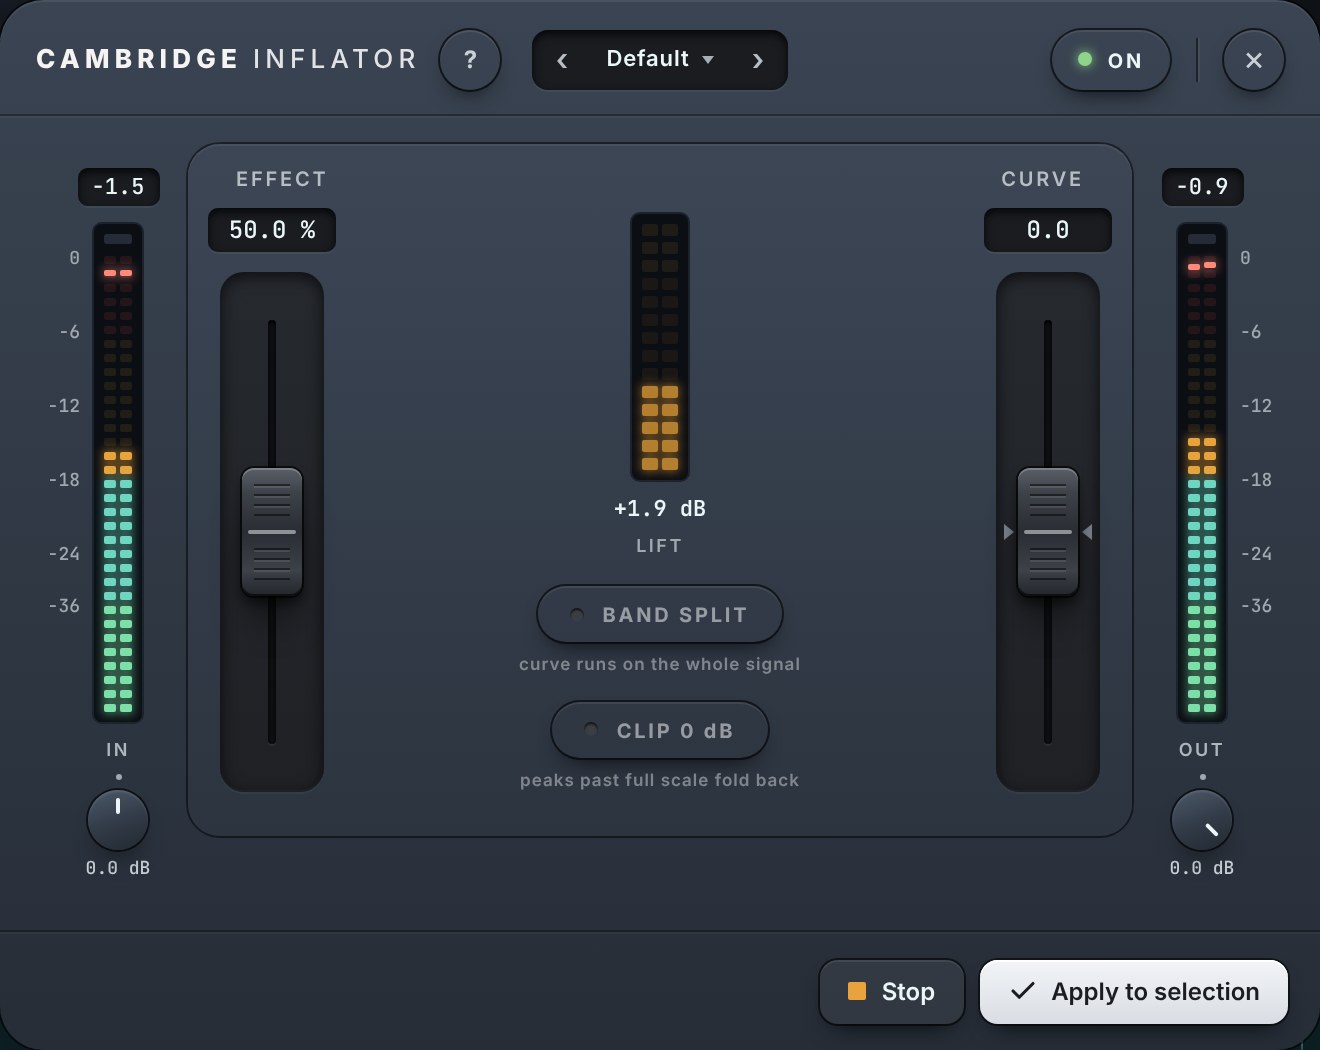 CAMBRIDGE INFLATOR
?
‹ Default ›
ON
✕
-1.5
0
-6
-12
-18
-24
-36
IN
0.0 dB
EFFECT
50.0 %
+1.9 dB
LIFT
BAND SPLIT
curve runs on the whole signal
CLIP 0 dB
peaks past full scale fold back
CURVE
0.0
-0.9
0
-6
-12
-18
-24
-36
OUT
0.0 dB
Stop
Apply to selection